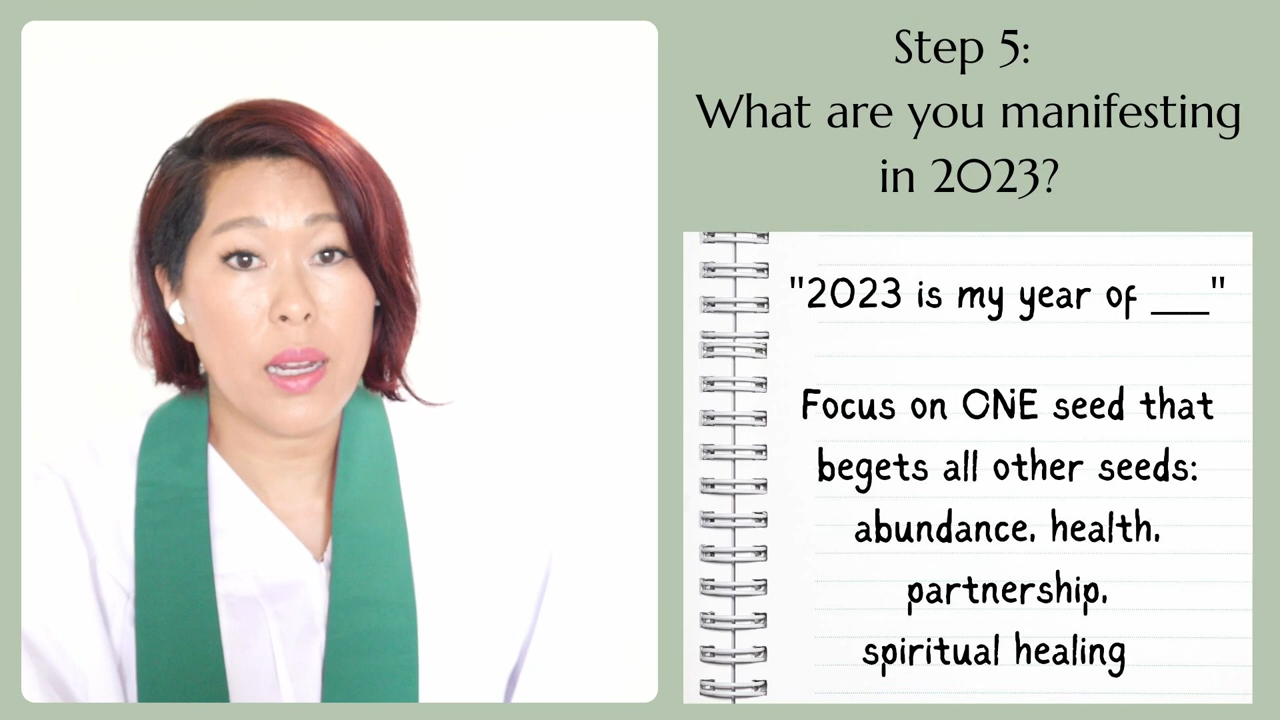 Step 5:
What are you manifesting
in 2023?
"2023 is my year of ___"
Focus on ONE seed that
begets all other seeds:
abundance, health,
partnership,
spiritual healing